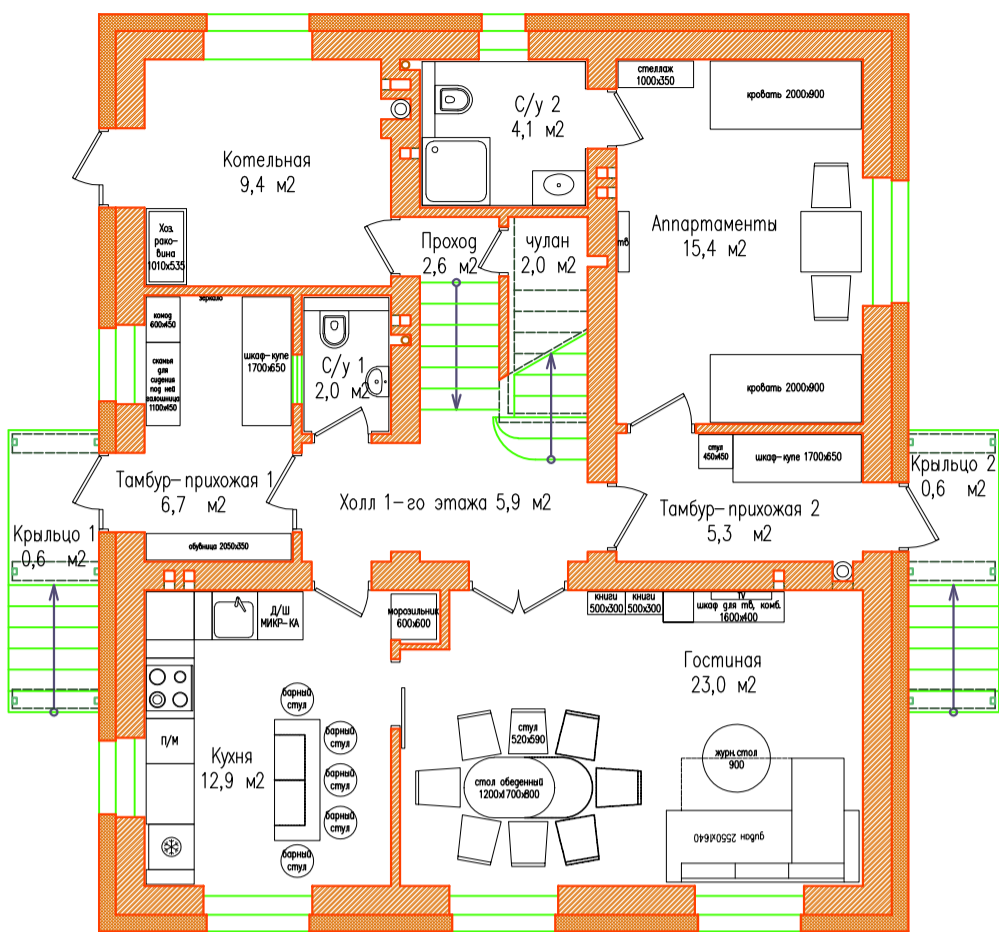 стеллаж
1000х350
кровать 2000х900
С/у 2
4,1 м2
Котельная
9,4 м2
Хоз.
рако-
вина
1010х535
Проход
2,6 м2
чулан
2,0 м2
Аппартаменты
15,4 м2
тв
зеркало
комод
600х450
скамья
для
сидения
под ней
галошница
1100х450
шкаф-купе
1700х650
С/у 1
2,0 м2
кровать 2000х900
стул
450х450
шкаф-купе 1700х650
Тамбур-прихожая 1
6,7 м2
Холл 1-го этажа 5,9 м2
Тамбур-прихожая 2
5,3 м2
Крыльцо 2
0,6 м2
Крыльцо 1
0,6 м2
обувница 2050х350
Д/Ш
МИКР-КА
морозильник
600х600
книги
500х300
книги
500х300
TV
шкаф для тв, комб.
1600х400
Гостиная
23,0 м2
П/М
Кухня
12,9 м2
барный
стул
барный
стул
барный
стул
барный
стул
барный
стул
стул
520х590
стол обеденный
1200х1700х800
журн.стол
900
диван 2550х1640